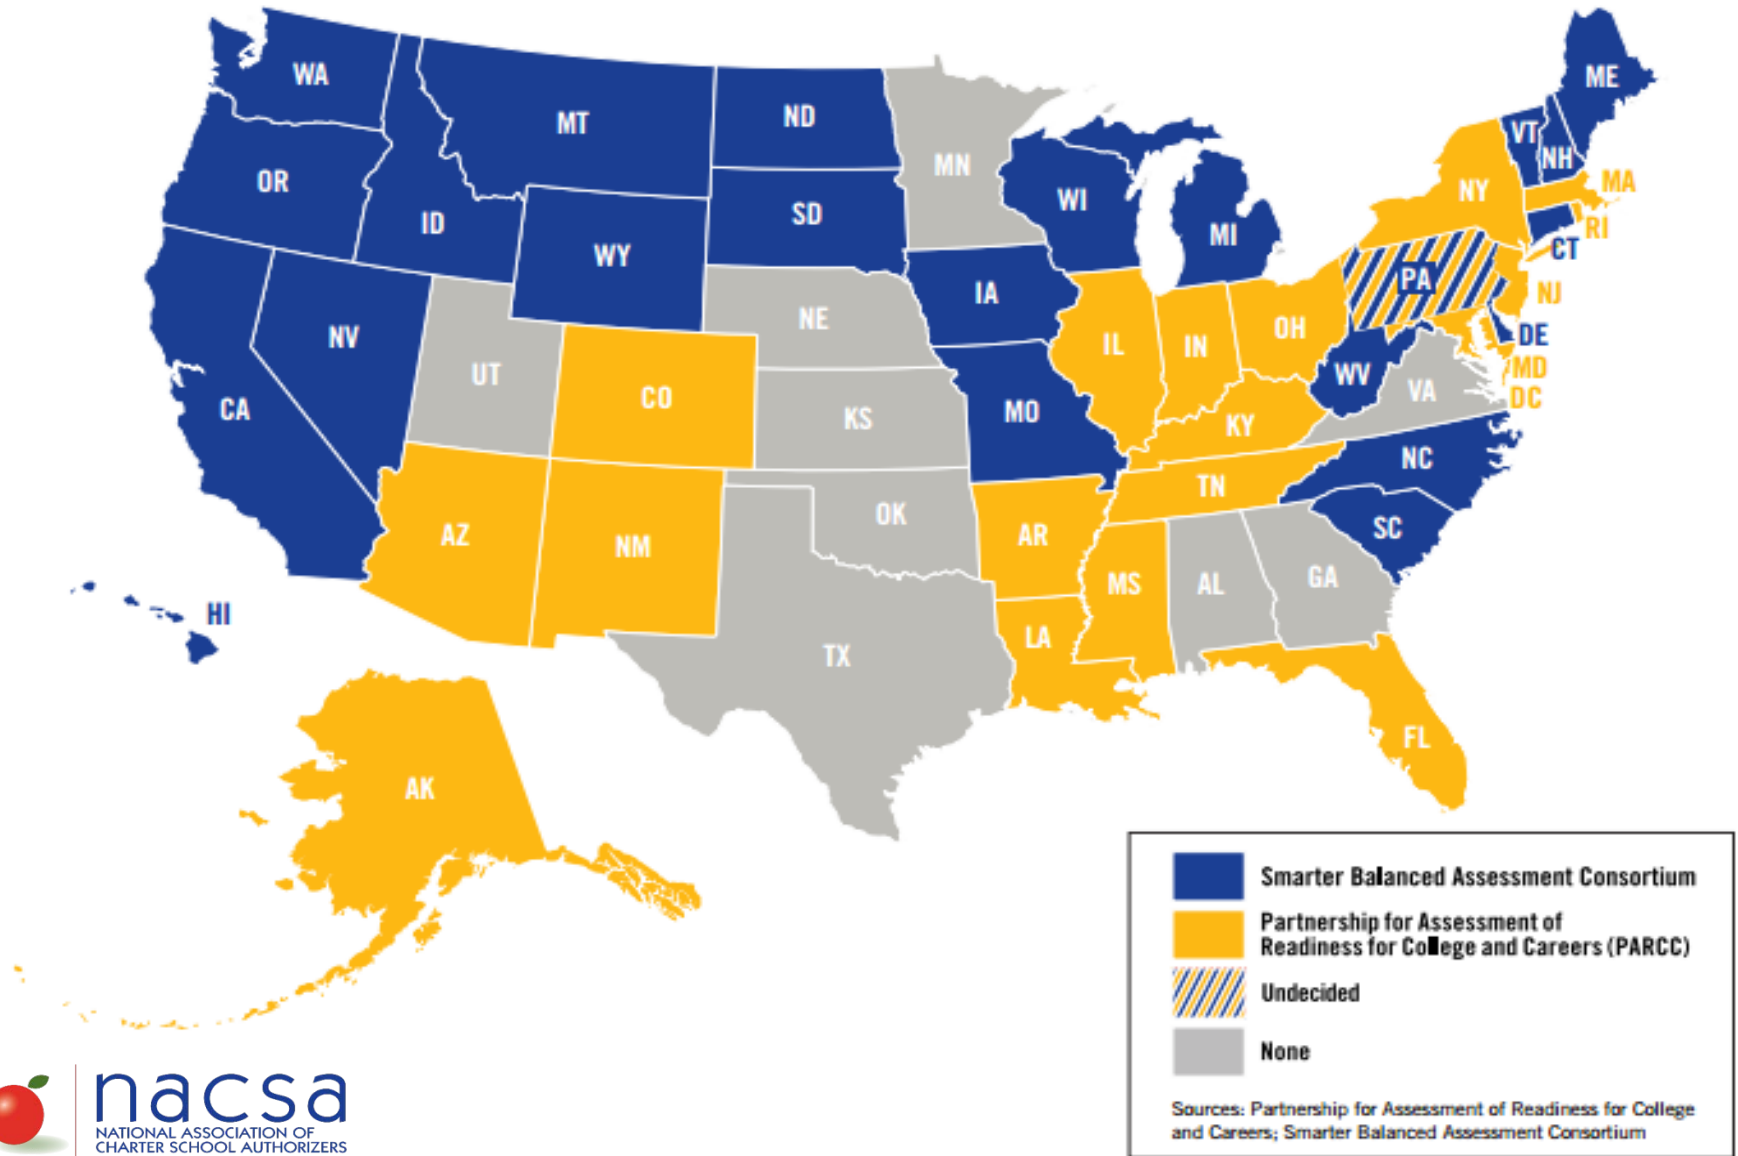 WA
MT
ND
MN
ME
VT
NH
OR
ID
SD
WI
MI
NY
MA
RI
CT
WY
IA
PA
NJ
NV
NE
IL
IN
OH
DE
UT
CO
WV
MD
VA
DC
CA
KS
MO
KY
NC
TN
AZ
NM
OK
AR
SC
MS
AL
GA
HI
TX
LA
FL
AK
Smarter Balanced Assessment Consortium
Partnership for Assessment of
Readiness for College and Careers (PARCC)
Undecided
None
Sources: Partnership for Assessment of Readiness for College
and Careers; Smarter Balanced Assessment Consortium
nacsa
NATIONAL ASSOCIATION OF
CHARTER SCHOOL AUTHORIZERS